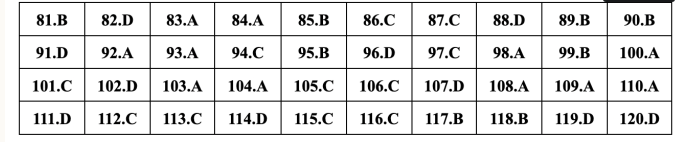 81.B 82.D 83.A 84.A 85.B 86.C 87.C 88.D 89.B 90.B
91.D 92.A 93.A 94.C 95.B 96.D 97.C 98.A 99.B 100.A
101.C 102.D 103.A 104.A 105.C 106.C 107.D 108.A 109.A 110.A
111.D 112.C 113.C 114.D 115.C 116.C 117.B 118.B 119.D 120.D